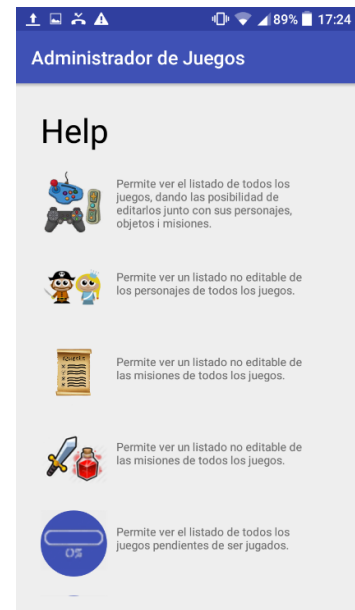 89% 17:24
Administrador de Juegos
Help
Permite ver el listado de todos los
juegos, dando las posibilidad de
editarlos junto con sus personajes,
objetos i misiones.
Permite ver un listado no editable de
los personajes de todos los juegos.
Quests
Permite ver un listado no editable de
las misiones de todos los juegos.
Permite ver un listado no editable de
las misiones de todos los juegos.
0%
Permite ver el listado de todos los
juegos pendientes de ser jugados.